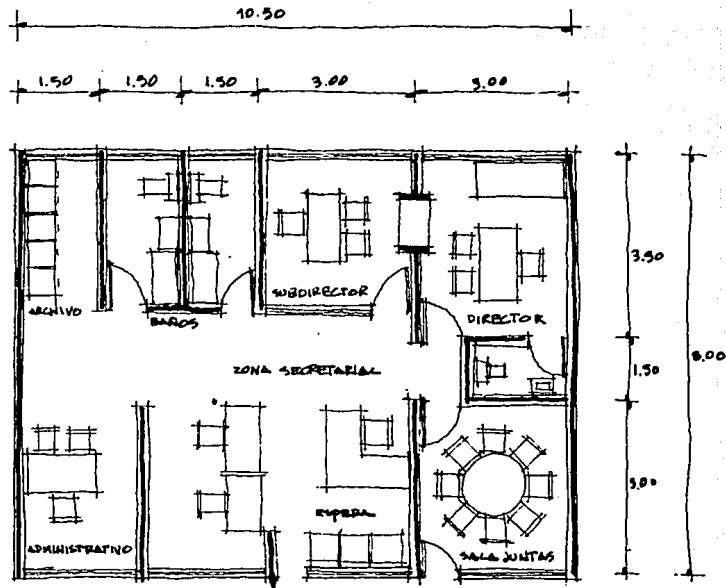 10.50
1.50 1.50 1.50 3.00 3.00
3.50
SUBDIRECTOR
ARCHIVO
BAÑOS
DIRECTOR
8.00
ZONA SECRETARIAL
1.50
3.00
ESPERA
ADMINISTRATIVO
SALA JUNTAS